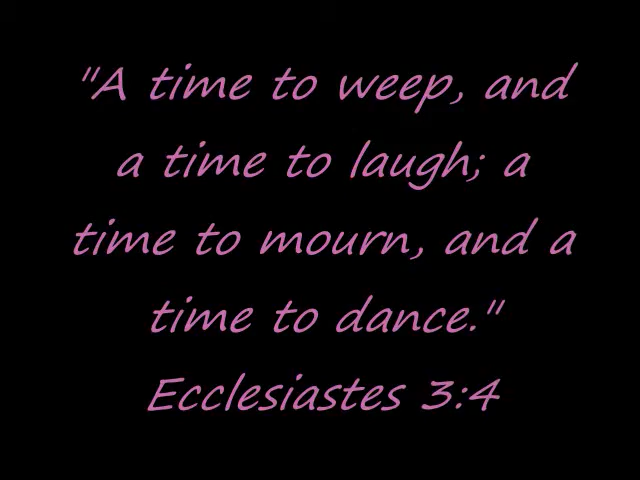 "A time to weep, and
a time to laugh; a
time to mourn, and a
time to dance."
Ecclesiastes 3:4